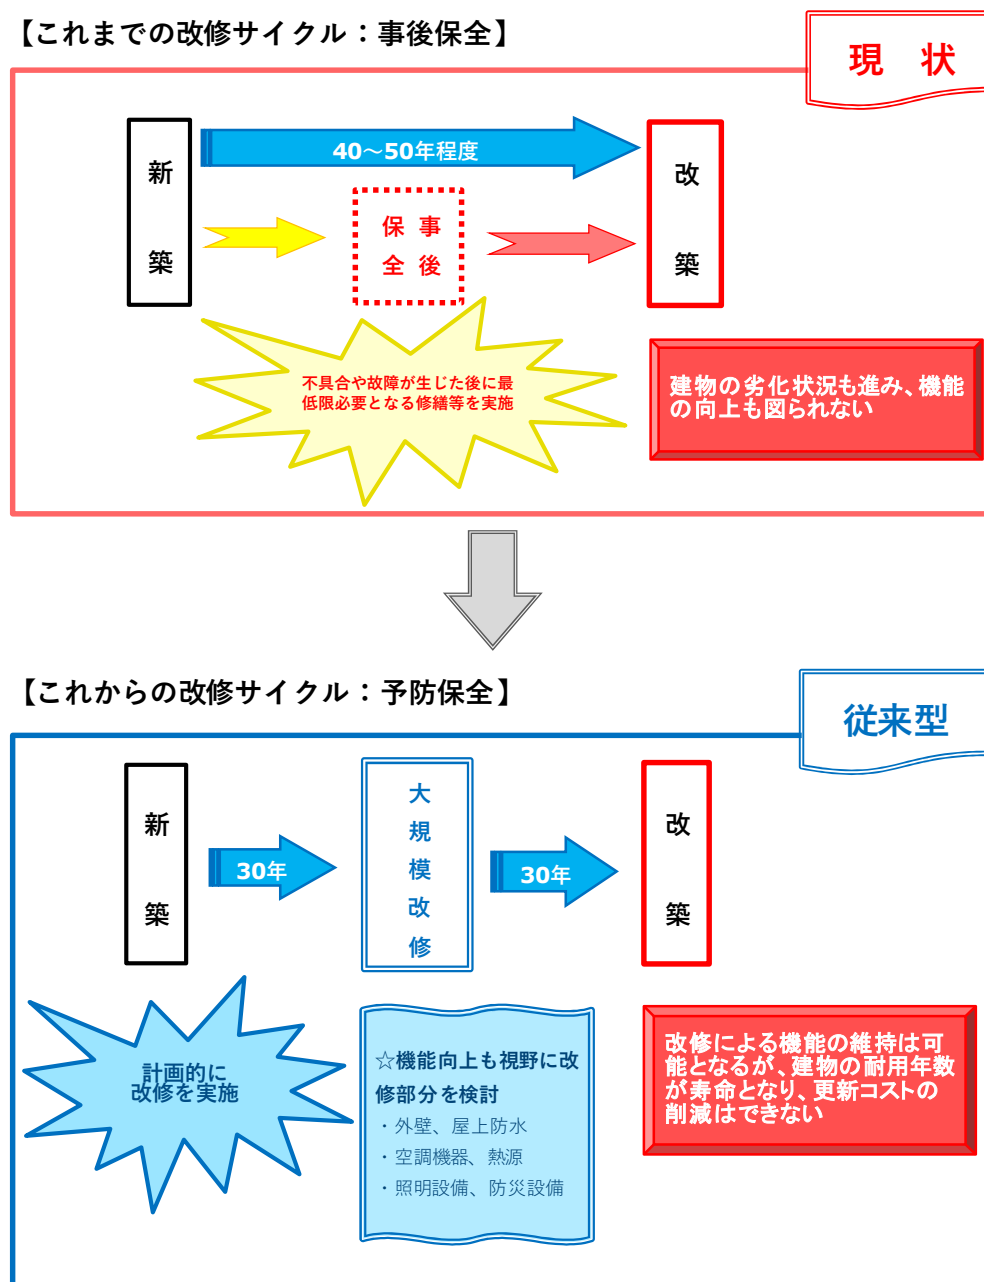 【これまでの改修サイクル：事後保全】
現 状
新築
40～50年程度
事後
保全
改築
不具合や故障が生じた後に最
低限必要となる修繕等を実施
建物の劣化状況も進み、機能
の向上も図られない
【これからの改修サイクル：予防保全】
従来型
新築
30年
大規模改修
30年
改築
計画的に
改修を実施
☆機能向上も視野に改
修部分を検討
・外壁、屋上防水
・空調機器、熱源
・照明設備、防災設備
改修による機能の維持は可
能となるが、建物の耐用年数
が寿命となり、更新コストの
削減はできない